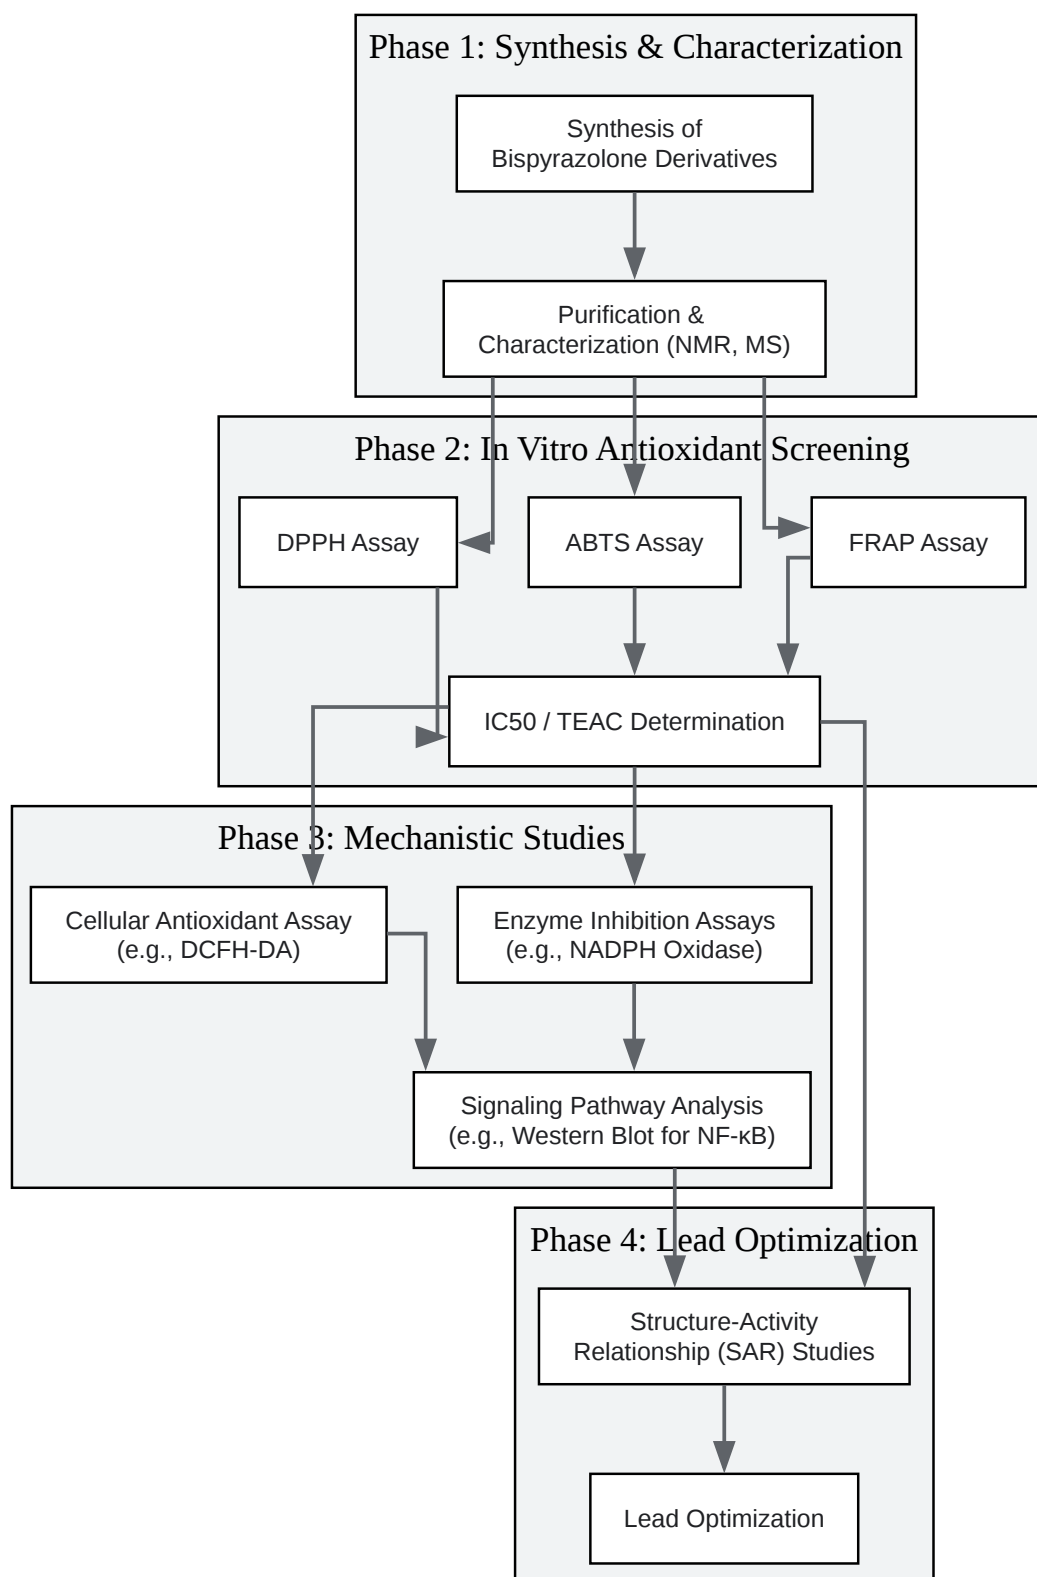 Phase 1: Synthesis & Characterization
Synthesis of
Bispyrazolone Derivatives
Purification &
Characterization (NMR, MS)
Phase 2: In Vitro Antioxidant Screening
DPPH Assay
ABTS Assay
FRAP Assay
IC50 / TEAC Determination
Phase 3: Mechanistic Studies
Cellular Antioxidant Assay
(e.g., DCFH-DA)
Enzyme Inhibition Assays
(e.g., NADPH Oxidase)
Signaling Pathway Analysis
(e.g., Western Blot for NF-κB)
Phase 4: Lead Optimization
Structure-Activity
Relationship (SAR) Studies
Lead Optimization